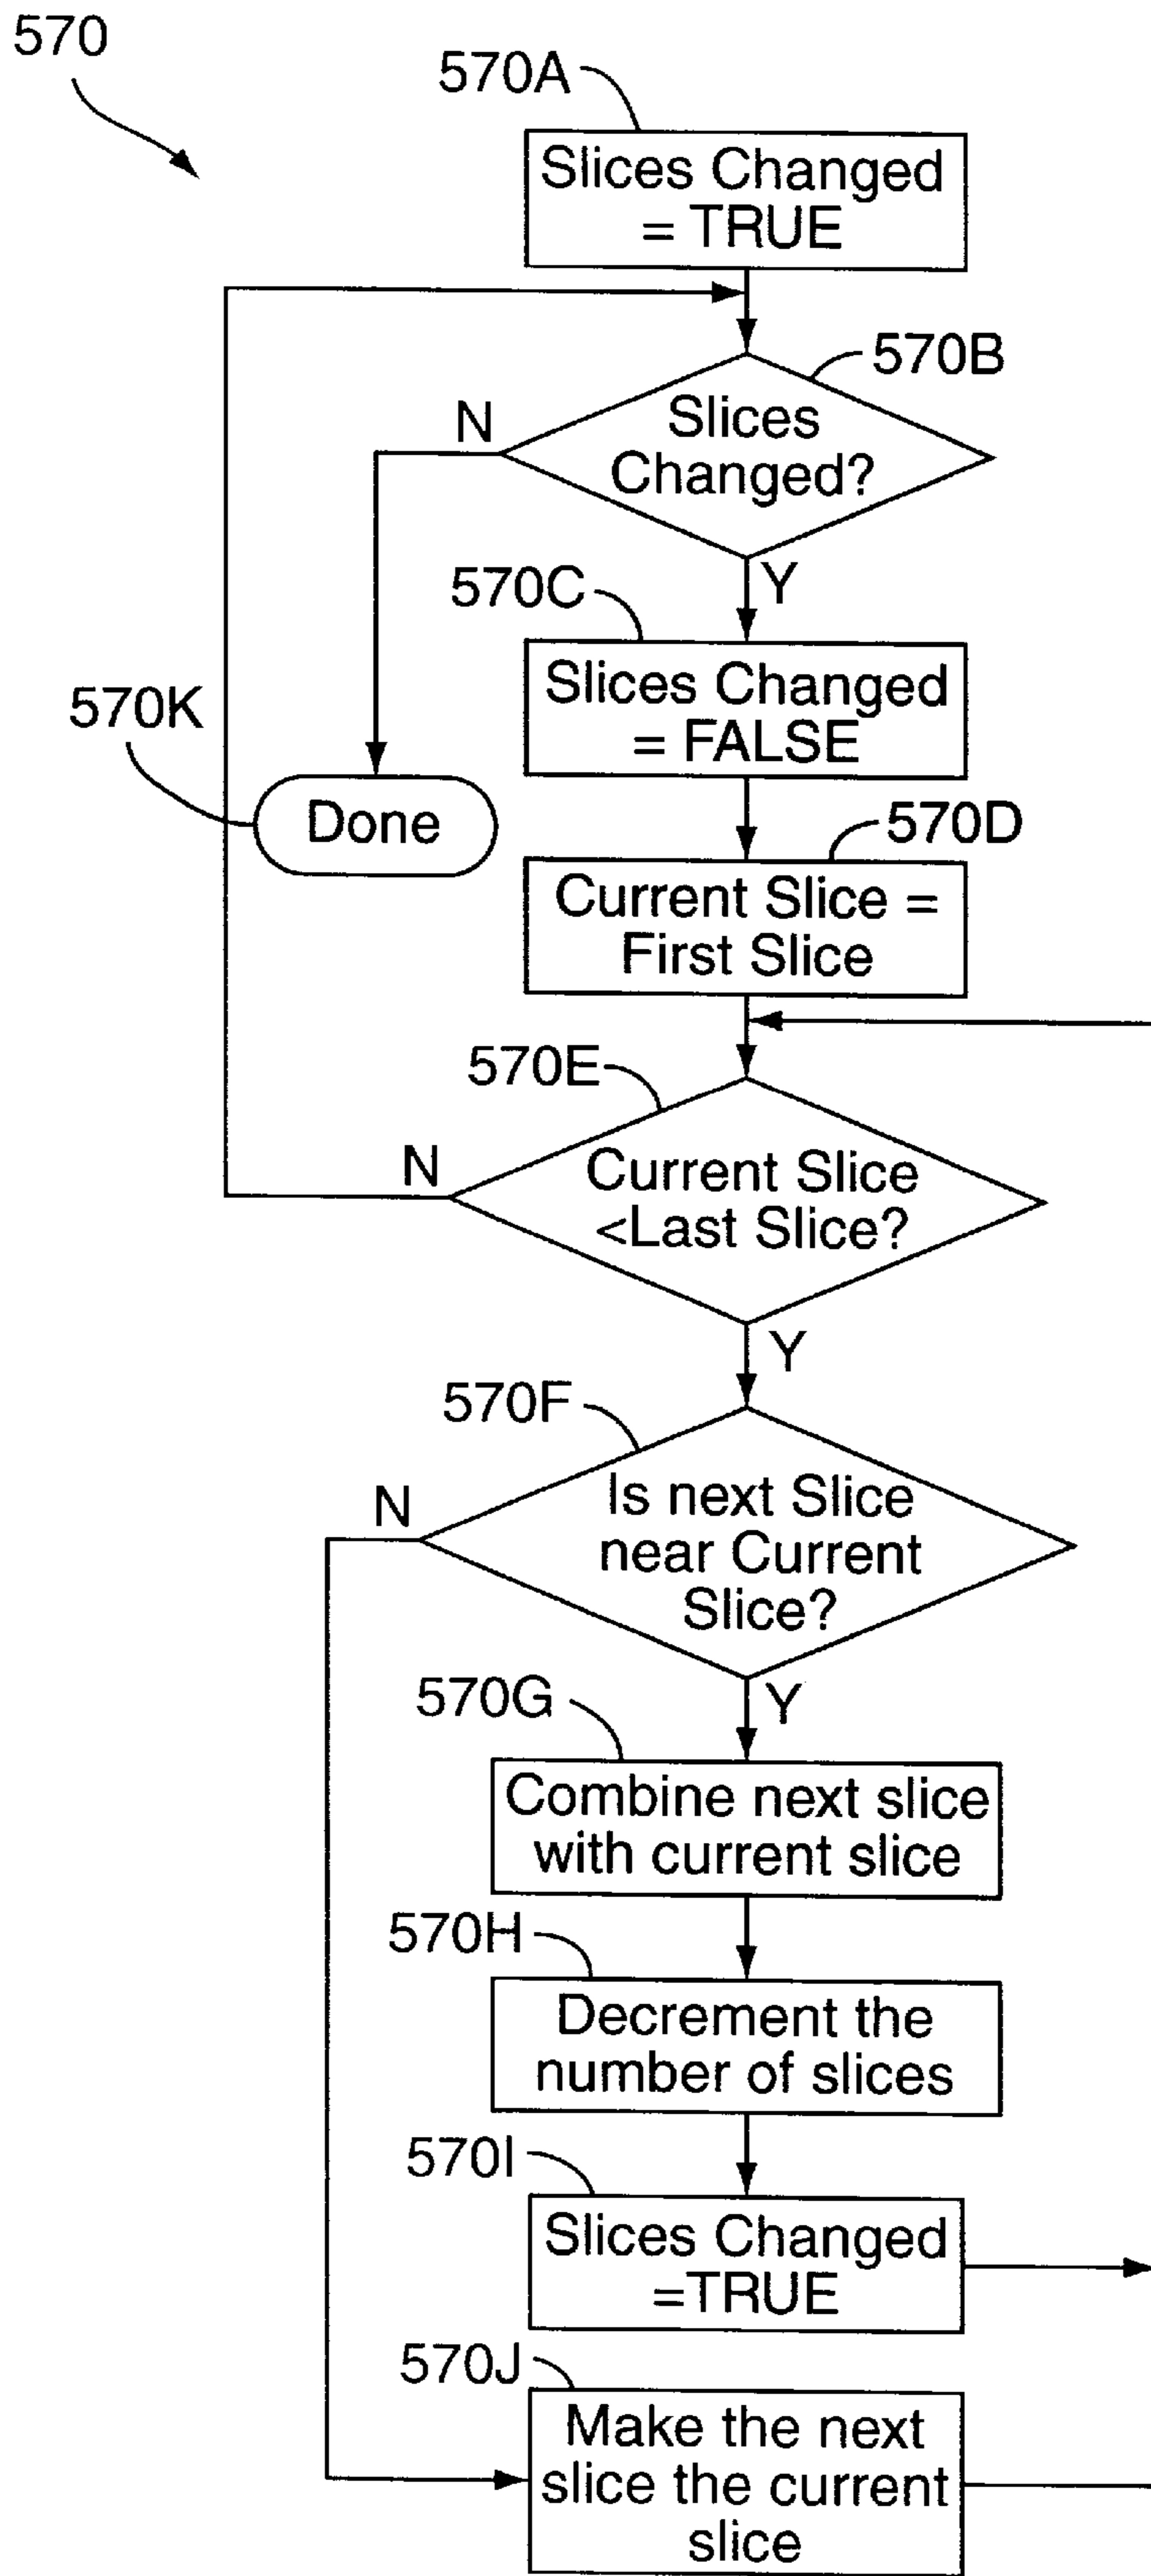 570
570A
Slices Changed
= TRUE
570B
Slices
Changed?
N
Y
570C
Slices Changed
= FALSE
570K
Done
570D
Current Slice =
First Slice
570E
Current Slice
<Last Slice?
N
Y
570F
Is next Slice
near Current
Slice?
N
Y
570G
Combine next slice
with current slice
570H
Decrement the
number of slices
570I
Slices Changed
=TRUE
570J
Make the next
slice the current
slice